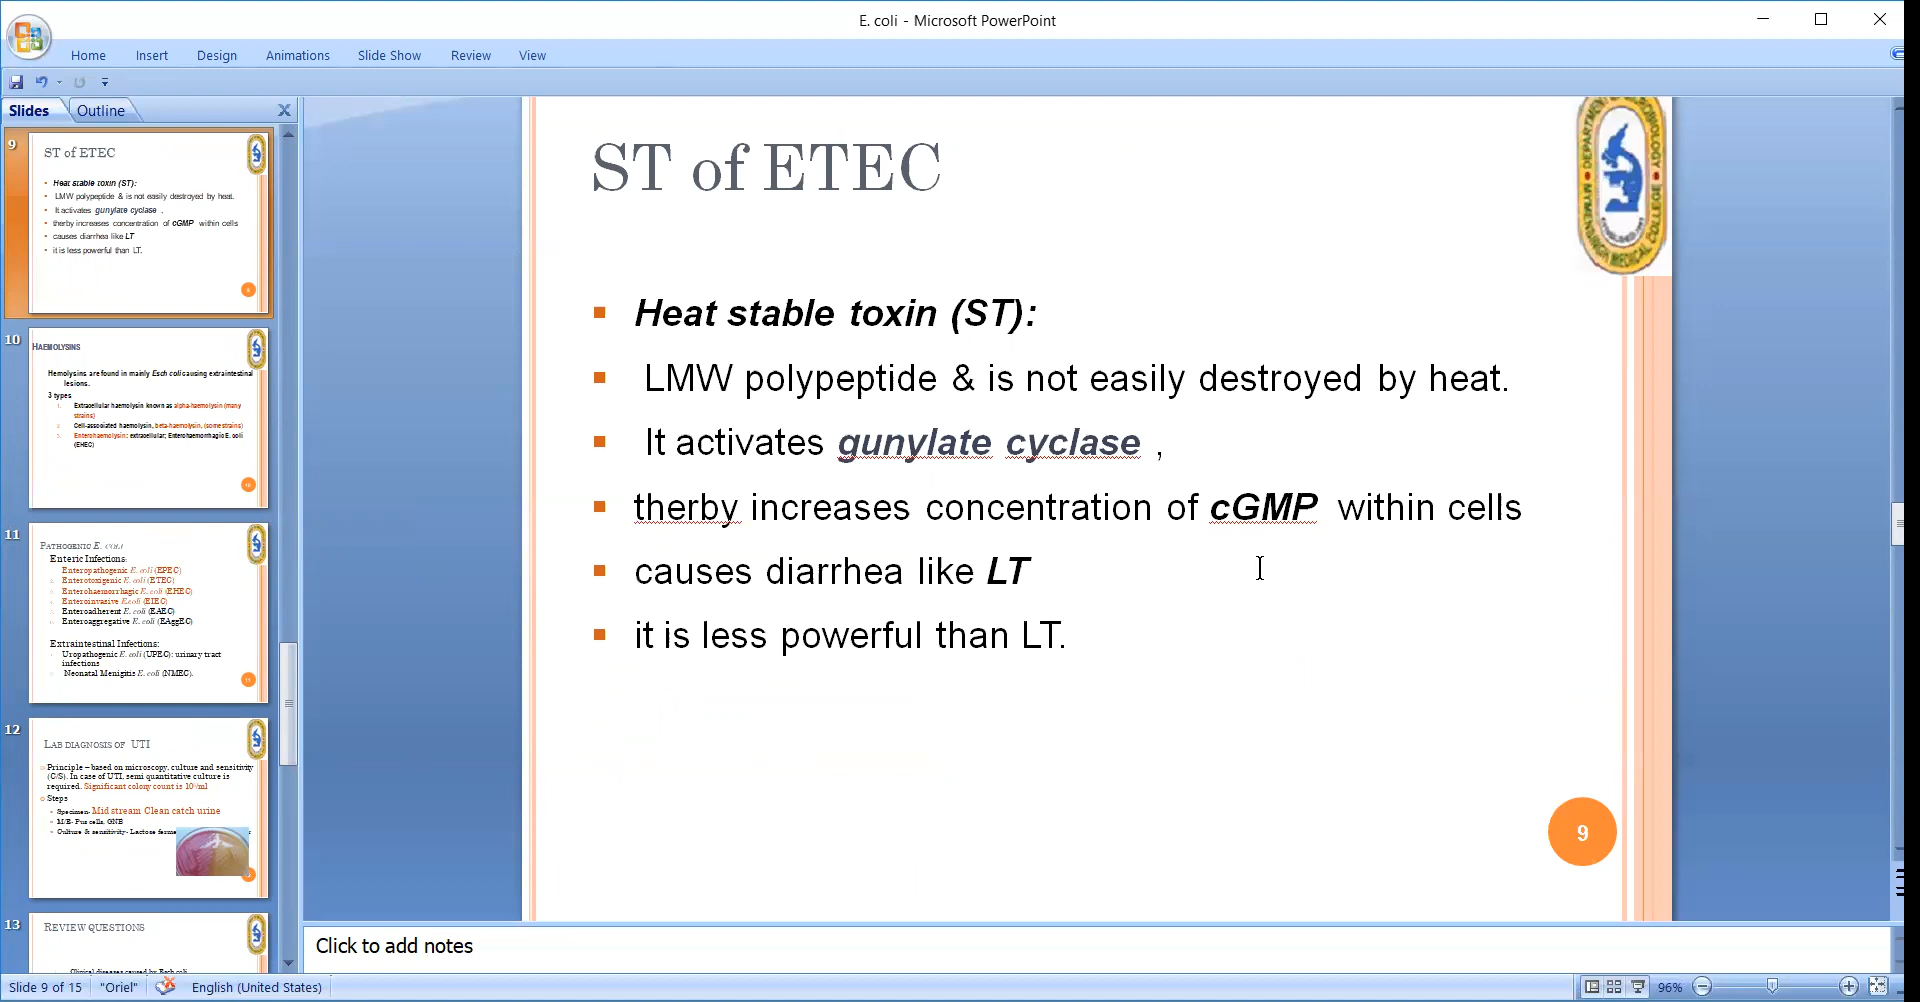 E. coli - Microsoft PowerPoint
Home Insert Design Animations Slide Show Review View
Slides Outline
9
ST of ETEC
Heat stable toxin (ST):
LMW polypeptide & is not easily destroyed by heat.
It activates gunylate cyclase ,
therby increases concentration of cGMP within cells
causes diarrhea like LT
it is less powerful than LT.
10
HAEMOLYSINS
Hemolysins are found in mainly Esch coli causing extraintestinal
lesions.
3 types
Extracellular haemolysin known as alpha-haemolysin (many
strains)
Cell-associated haemolysin, beta-haemolysin, (some strains)
Enterohaemolysin: extracellular; Enterohaemorrhagic E. coli
(EHEC)
11
PATHOGENIC E. COLI
Enteric Infections:
Enteropathogenic E. coli (EPEC)
Enterotoxigenic E. coli (ETEC)
Enterohaemorrhagic E. coli (EHEC)
Enteroinvasive E.coli (EIEC)
Enteroadherent E. coli (EAEC)
Enteroaggregative E. coli (EAggEC)
Extraintestinal Infections:
Uropathogenic E. coli (UPEC): urinary tract
infections
Neonatal Menigitis E. coli (NMEC).
12
LAB DIAGNOSIS OF UTI
Principle – based on microscopy, culture and sensitivity
(C/S). In case of UTI, semi quantitative culture is
required. Significant colony count is
Steps
Specimen- Mid stream Clean catch urine
M/E- Pus cells, GNB
Culture & sensitivity- Lactose
13
REVIEW QUESTIONS
Clinical diseases caused by Esch coli
ST of ETEC
DEPARTMENT MICROBIOLOGY
MYMENSINGH MEDICAL COLLEGE
Heat stable toxin (ST):
LMW polypeptide & is not easily destroyed by heat.
It activates gunylate cyclase ,
therby increases concentration of cGMP within cells
causes diarrhea like LT
it is less powerful than LT.
9
Click to add notes
Slide 9 of 15 "Oriel" English (United States) 96%